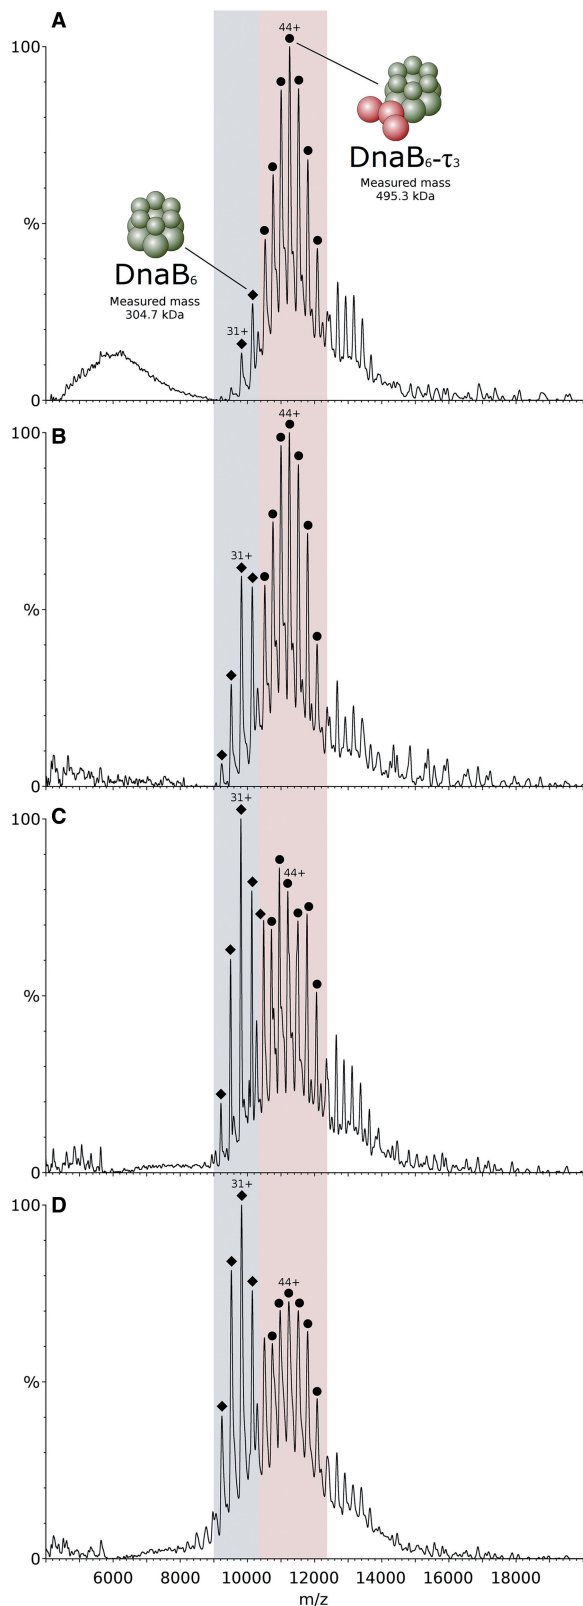 A
100
44+
DnaB6-τ3
Measured mass
495.3 kDa
%
DnaB6
Measured mass
304.7 kDa
31+
0
B
100
44+
31+
%
0
C
31+
100
44+
%
0
D
31+
100
44+
%
0
6000 8000 10000 12000 14000 16000 18000
m/z